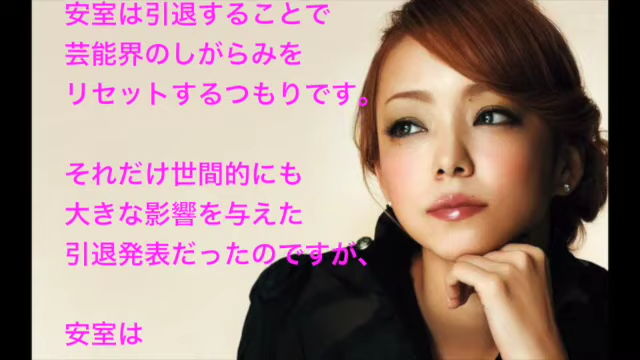 安室は引退することで
芸能界のしがらみを
リセットするつもりです。
それだけ世間的にも
大きな影響を与えた
引退発表だったのですが、
安室は